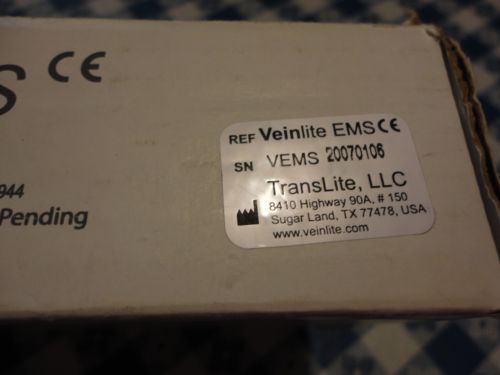 S CE
944
Pending
REF Veinlite EMS CE
SN VEMS 20070106
TransLite, LLC
8410 Highway 90A, # 150
Sugar Land, TX 77478, USA
www.veinlite.com